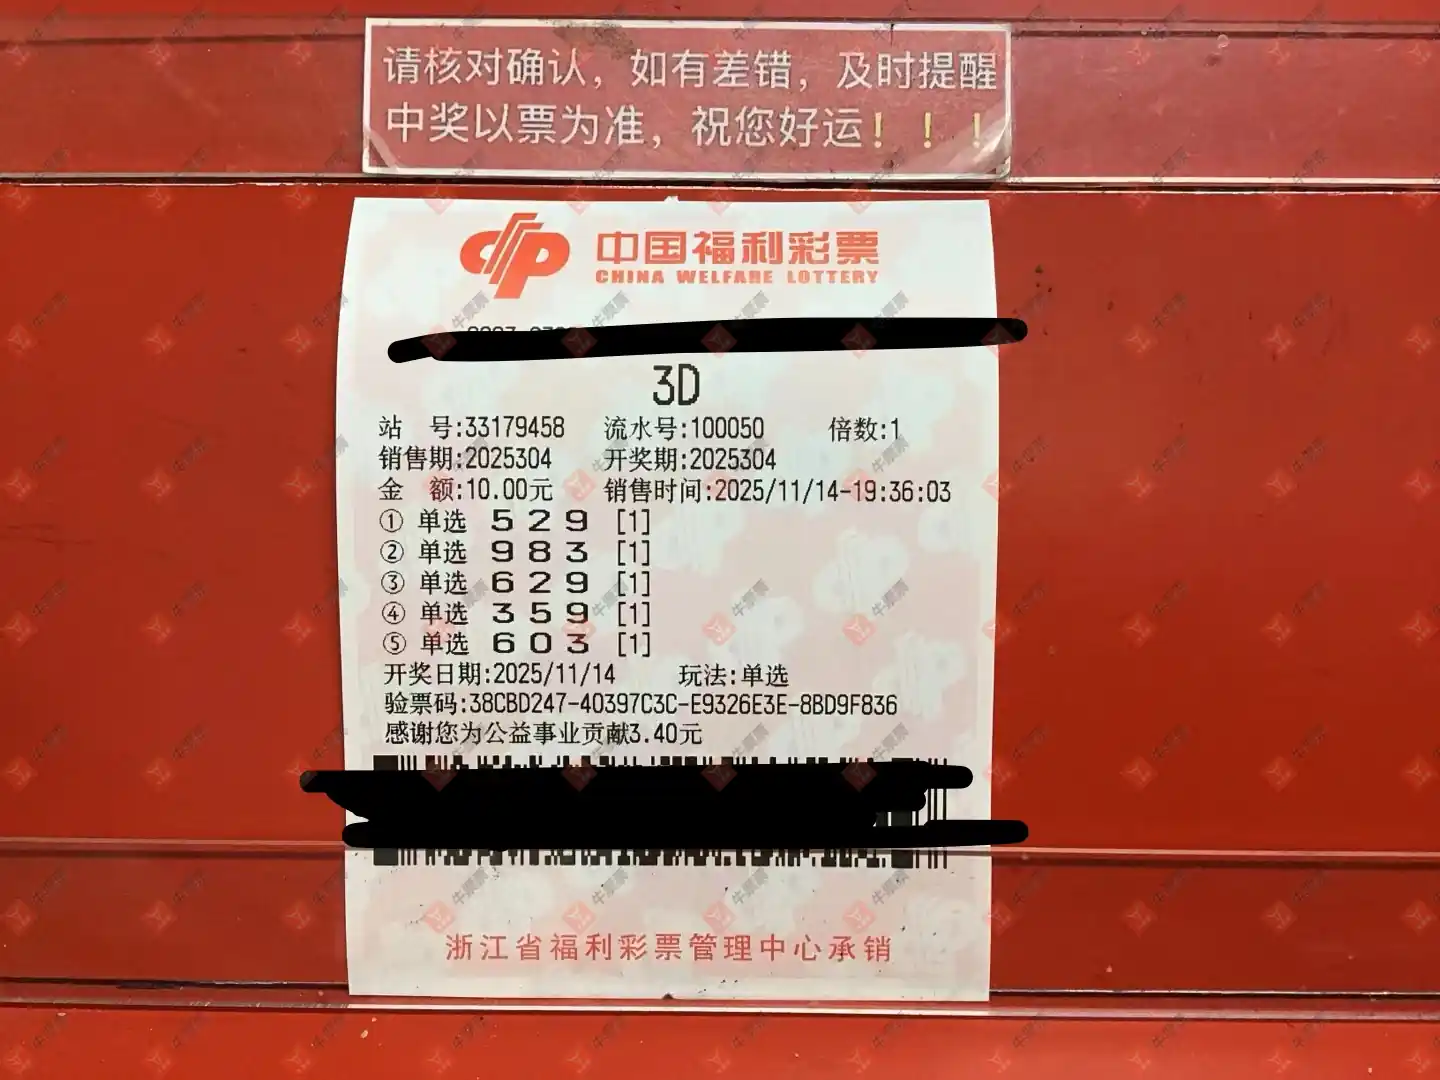 请核对确认，如有差错，及时提醒
中奖以票为准，祝您好运！！！
中国福利彩票
CHINA WELFARE LOTTERY
3D
站 号:33179458 流水号:100050 倍数:1
销售期:2025304 开奖期:2025304
金 额:10.00元 销售时间:2025/11/14-19:36:03
① 单选 5 2 9 [1]
② 单选 9 8 3 [1]
③ 单选 6 2 9 [1]
④ 单选 3 5 9 [1]
⑤ 单选 6 0 3 [1]
开奖日期:2025/11/14 玩法:单选
验票码:38CBD247-40397C3C-E9326E3E-8BD9F836
感谢您为公益事业贡献3.40元
浙江省福利彩票管理中心承销
牛票票